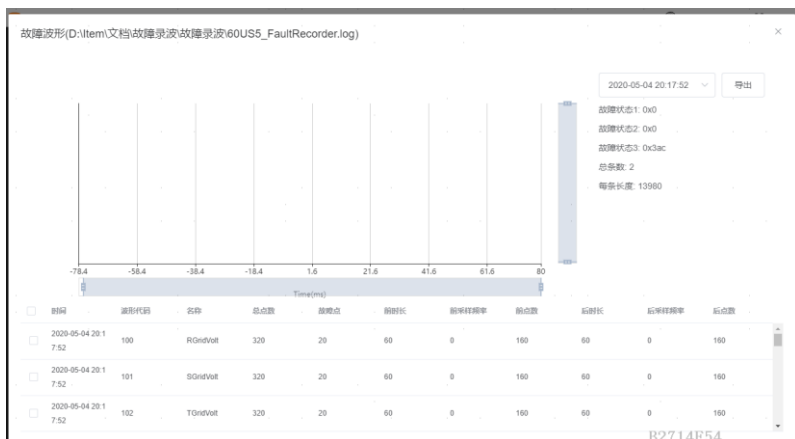 故障波形(D:\Item\文档\故障录波\故障录波\60US5_FaultRecorder.log)
2020-05-04 20:17:52
导出
故障状态1: 0x0
故障状态2: 0x0
故障状态3: 0x3ac
总条数: 2
每条长度: 13980
-78.4 -58.4 -38.4 -18.4 1.6 21.6 41.6 61.6 80
Time(ms)
时间 波形代码 名称 总点数 故障点 前时长 前采样频率 前点数 后时长 后采样频率 后点数
2020-05-04 20:1
7:52
100 RGridVolt 320 20 60 0 160 60 0 160
2020-05-04 20:1
7:52
101 SGridVolt 320 20 60 0 160 60 0 160
2020-05-04 20:1
7:52
102 TGridVolt 320 20 60 0 160 60 0 160
B2714F54